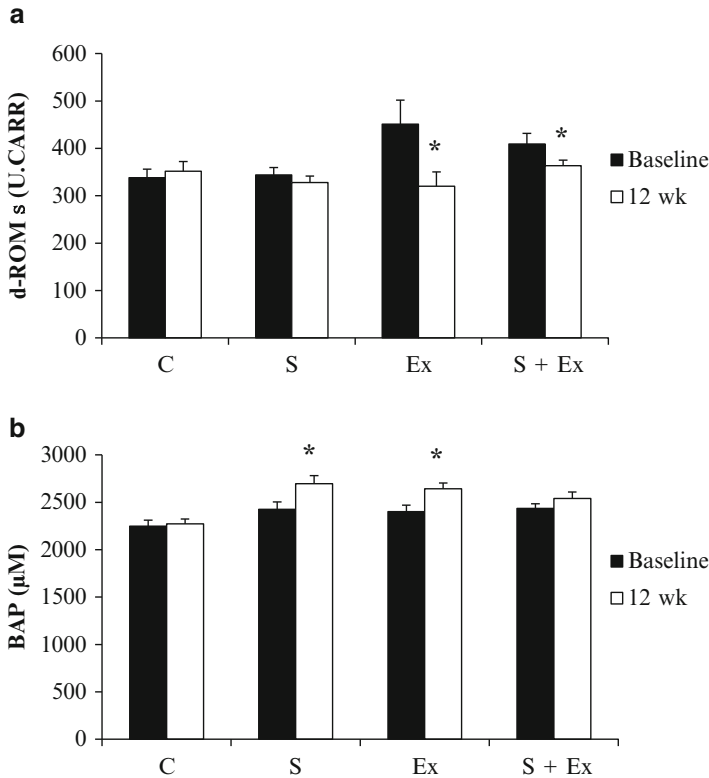 a
600
500
400
300
200
100
0
d-ROM s (U.CARR)
*
*
Baseline
12 wk
C S Ex S + Ex
b
3000
2500
2000
1500
1000
500
0
BAP (µM)
*
*
Baseline
12 wk
C S Ex S + Ex